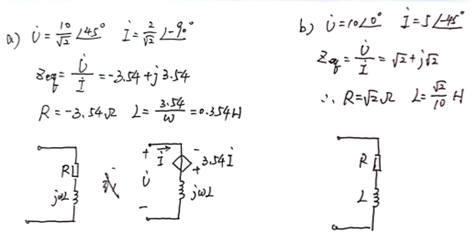 a) U̇=10/√2∠45° İ=2/√2∠-90°
Zeq=U̇/İ=-3.54+j3.54
R=-3.54Ω L=3.54/ω=0.354H
R
jωL
或
+ İ
U̇
-
- 3.54İ
+
jωL
b) U̇=10∠0° İ=5∠-45°
Zeq=U̇/İ=√2+j√2
∴ R=√2Ω L=√2/10 H
R
L